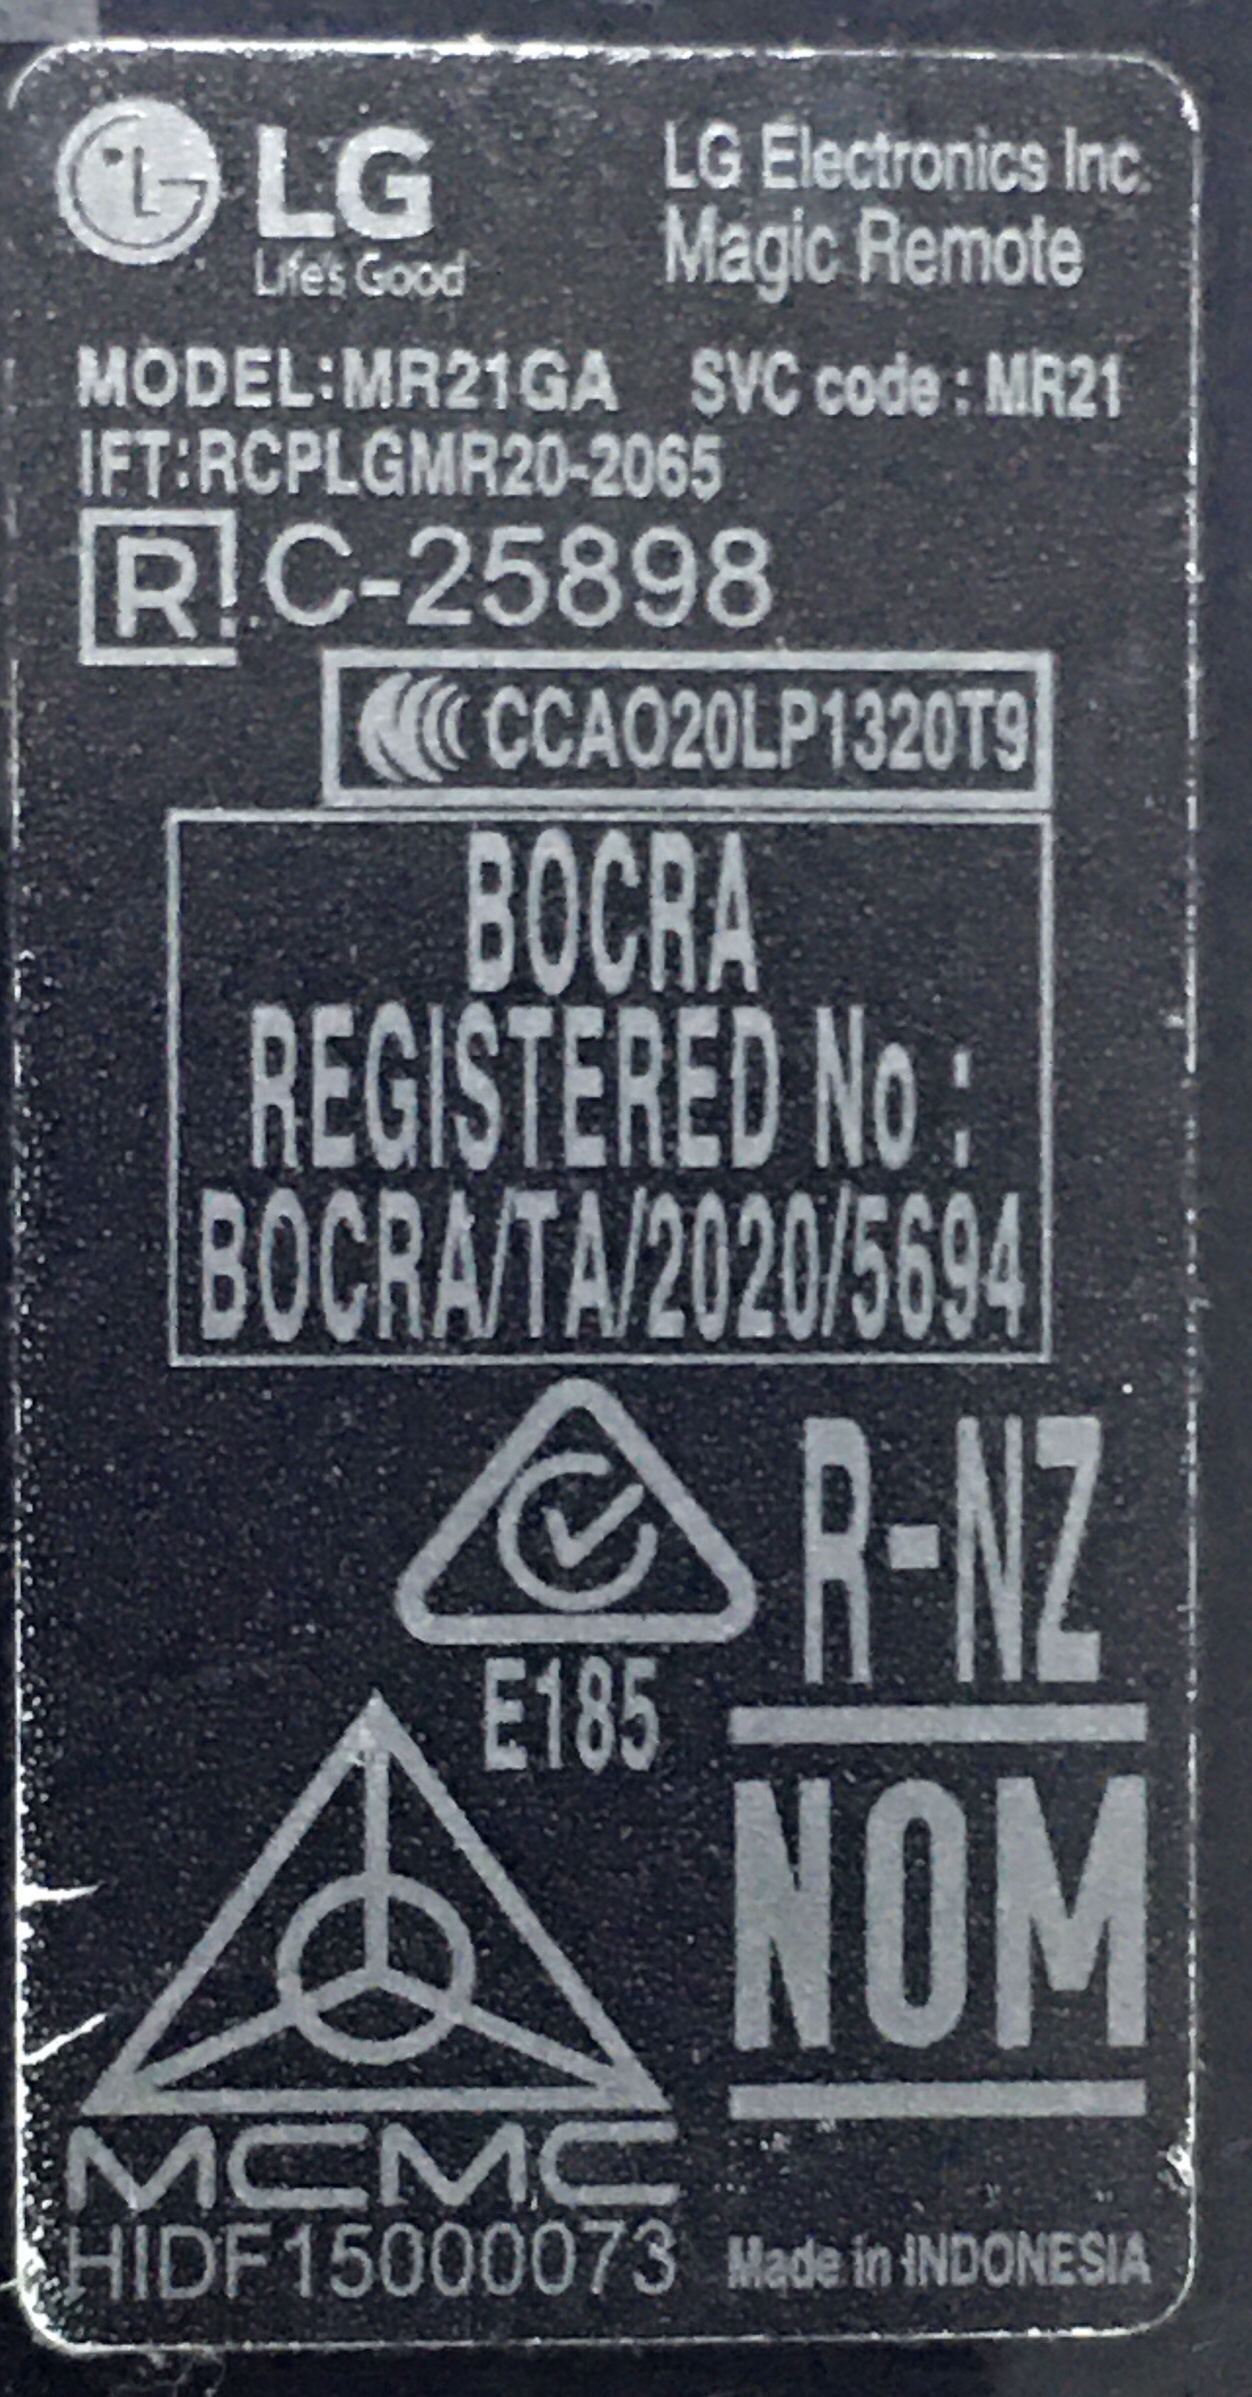 LG
Life's Good
LG Electronics Inc.
Magic Remote
MODEL:MR21GA SVC code : MR21
IFT:RCPLGMR20-2065
R! C-25898
CCAO20LP1320T9
BOCRA
REGISTERED No :
BOCRA/TA/2020/5694
R-NZ
E185
NOM
MCMC
HIDF15000073
Made in INDONESIA